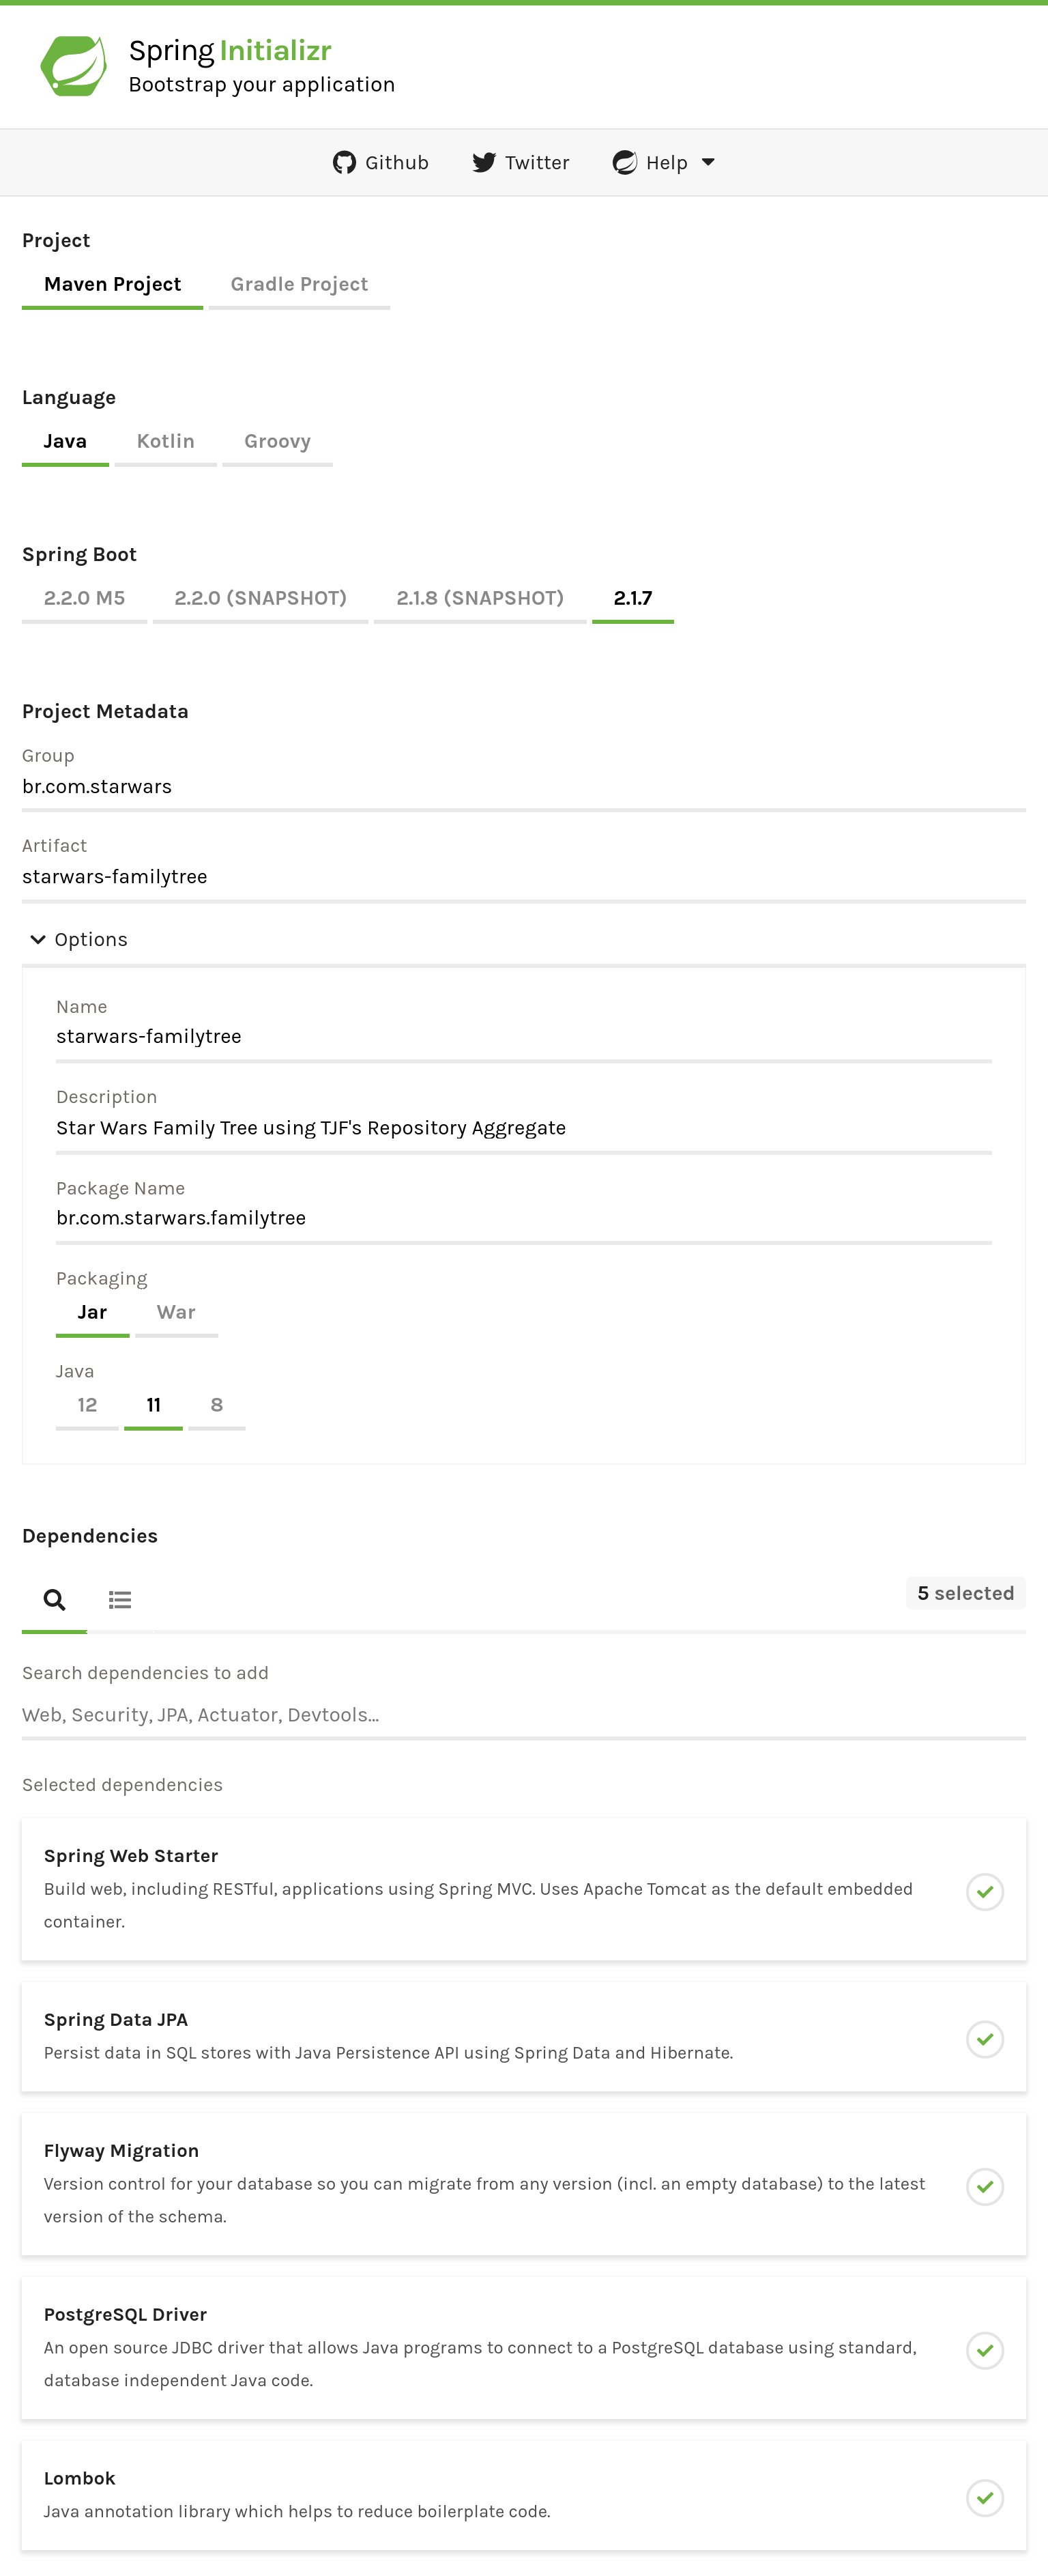 Spring Initializr
Bootstrap your application
Github Twitter Help
Project
Maven Project Gradle Project
Language
Java Kotlin Groovy
Spring Boot
2.2.0 M5 2.2.0 (SNAPSHOT) 2.1.8 (SNAPSHOT) 2.1.7
Project Metadata
Group
br.com.starwars
Artifact
starwars-familytree
Options
Name
starwars-familytree
Description
Star Wars Family Tree using TJF's Repository Aggregate
Package Name
br.com.starwars.familytree
Packaging
Jar War
Java
12 11 8
Dependencies
5 selected
Search dependencies to add
Web, Security, JPA, Actuator, Devtools...
Selected dependencies
Spring Web Starter
Build web, including RESTful, applications using Spring MVC. Uses Apache Tomcat as the default embedded
container.
Spring Data JPA
Persist data in SQL stores with Java Persistence API using Spring Data and Hibernate.
Flyway Migration
Version control for your database so you can migrate from any version (incl. an empty database) to the latest
version of the schema.
PostgreSQL Driver
An open source JDBC driver that allows Java programs to connect to a PostgreSQL database using standard,
database independent Java code.
Lombok
Java annotation library which helps to reduce boilerplate code.